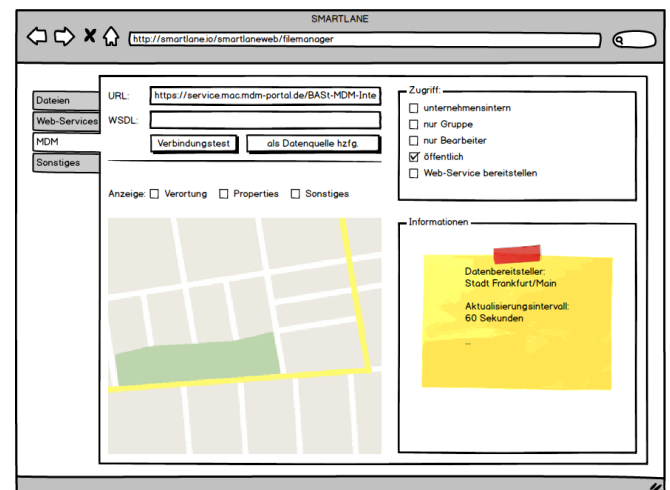 SMARTLANE
http://smartlane.io/smartlaneweb/filemanager
Dateien
Web-Services
MDM
Sonstiges
URL: https://service.mac.mdm-portal.de/BASt-MDM-Inte
WSDL:
Verbindungstest als Datenquelle hzfg.
Anzeige: Verortung Properties Sonstiges
Zugriff:
unternehmensintern
nur Gruppe
nur Bearbeiter
öffentlich
Web-Service bereitstellen
Informationen
Datenbereitsteller:
Stadt Frankfurt/Main
Aktualisierungsintervall:
60 Sekunden
...